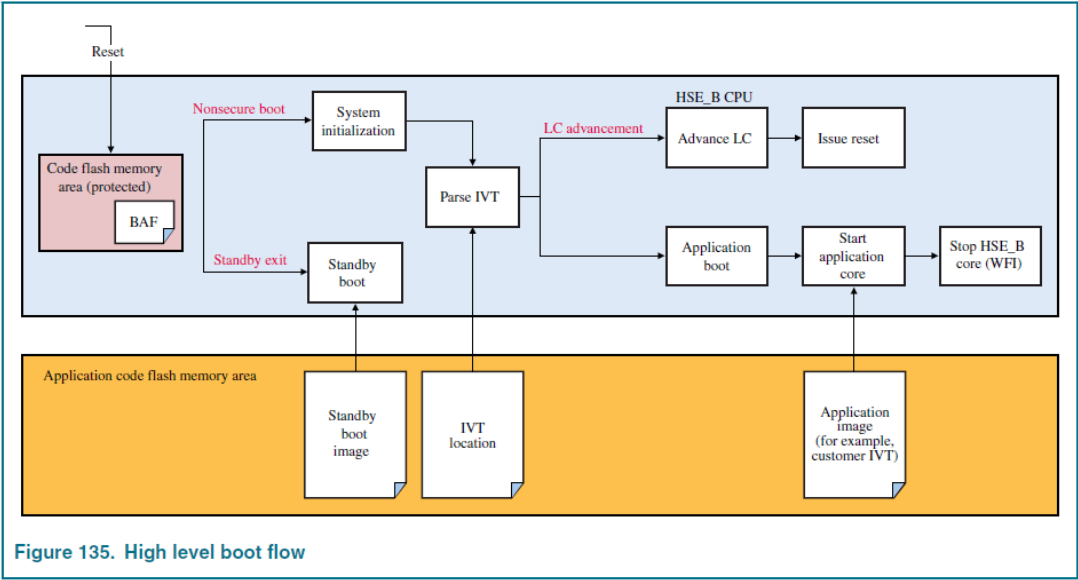 Reset
Nonsecure boot
System
initialization
HSE_B CPU
LC advancement
Advance LC
Issue reset
Code flash memory
area (protected)
BAF
Parse IVT
Standby exit
Standby
boot
Application
boot
Start
application
core
Stop HSE_B
core (WFI)
Application code flash memory area
Standby
boot
image
IVT
location
Application
image
(for example,
customer IVT)
Figure 135. High level boot flow